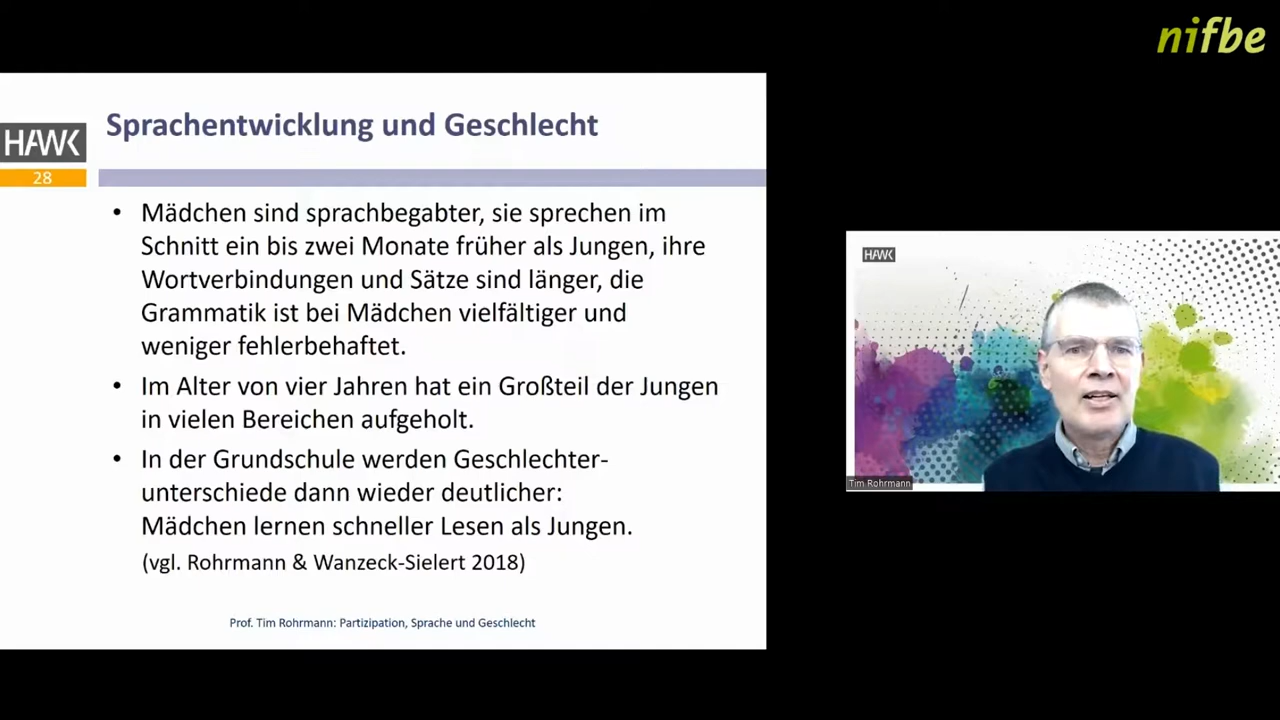 nifbe
HAWK
Sprachentwicklung und Geschlecht
28
• Mädchen sind sprachbegabter, sie sprechen im
Schnitt ein bis zwei Monate früher als Jungen, ihre
Wortverbindungen und Sätze sind länger, die
Grammatik ist bei Mädchen vielfältiger und
weniger fehlerbehaftet.
• Im Alter von vier Jahren hat ein Großteil der Jungen
in vielen Bereichen aufgeholt.
• In der Grundschule werden Geschlechter-
unterschiede dann wieder deutlicher:
Mädchen lernen schneller Lesen als Jungen.
(vgl. Rohrmann & Wanzeck-Sielert 2018)
Prof. Tim Rohrmann: Partizipation, Sprache und Geschlecht
HAWK
Tim Rohrmann